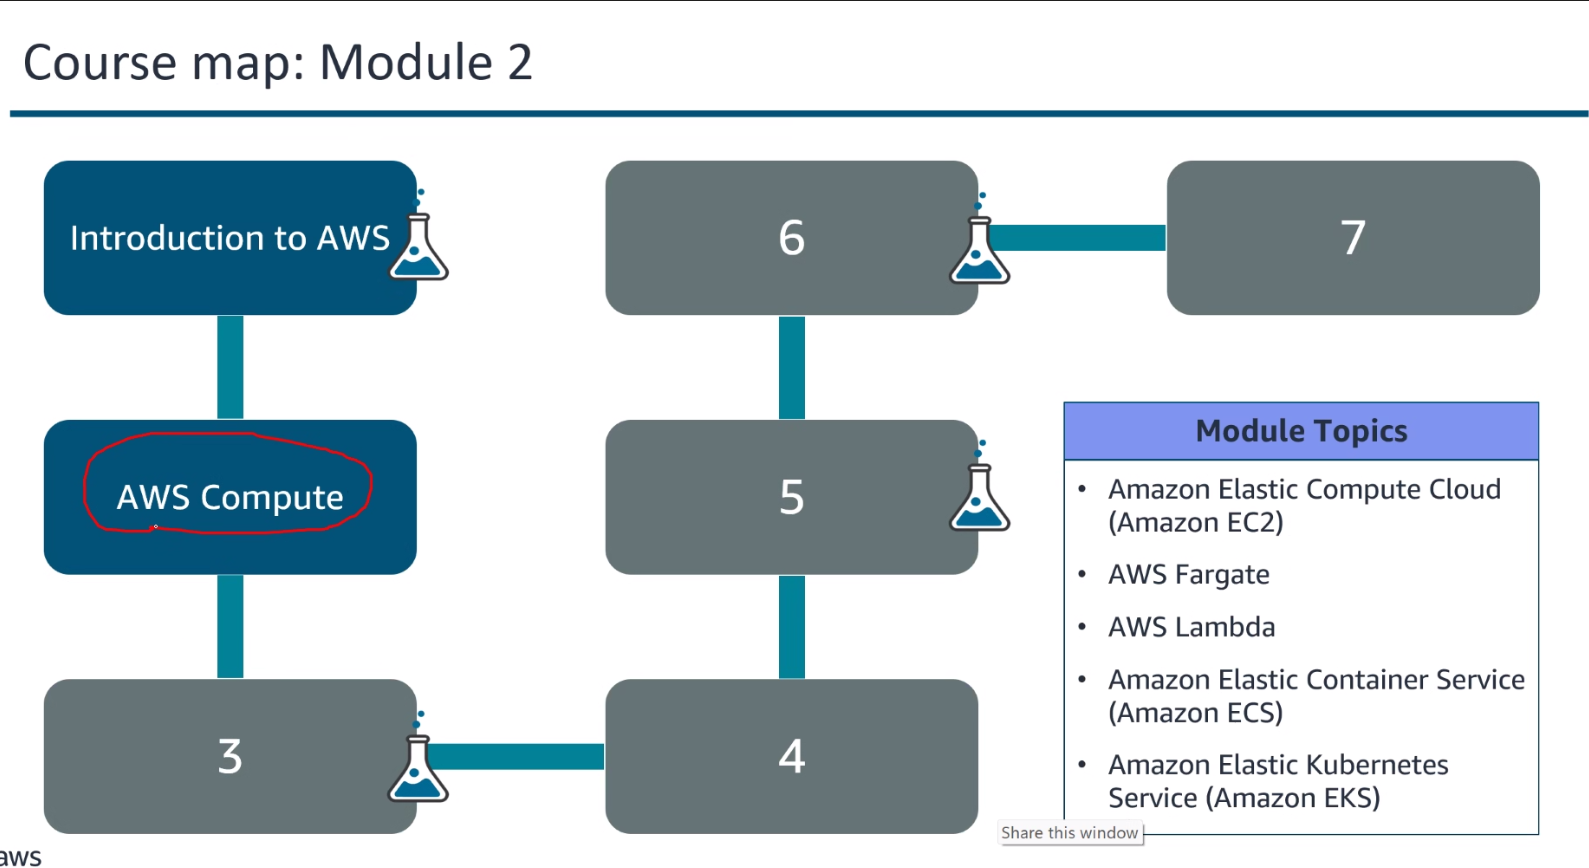 Course map: Module 2
Introduction to AWS
6
7
AWS Compute
5
3
4
Module Topics
• Amazon Elastic Compute Cloud
(Amazon EC2)
• AWS Fargate
• AWS Lambda
• Amazon Elastic Container Service
(Amazon ECS)
• Amazon Elastic Kubernetes
Service (Amazon EKS)
Share this window
aws